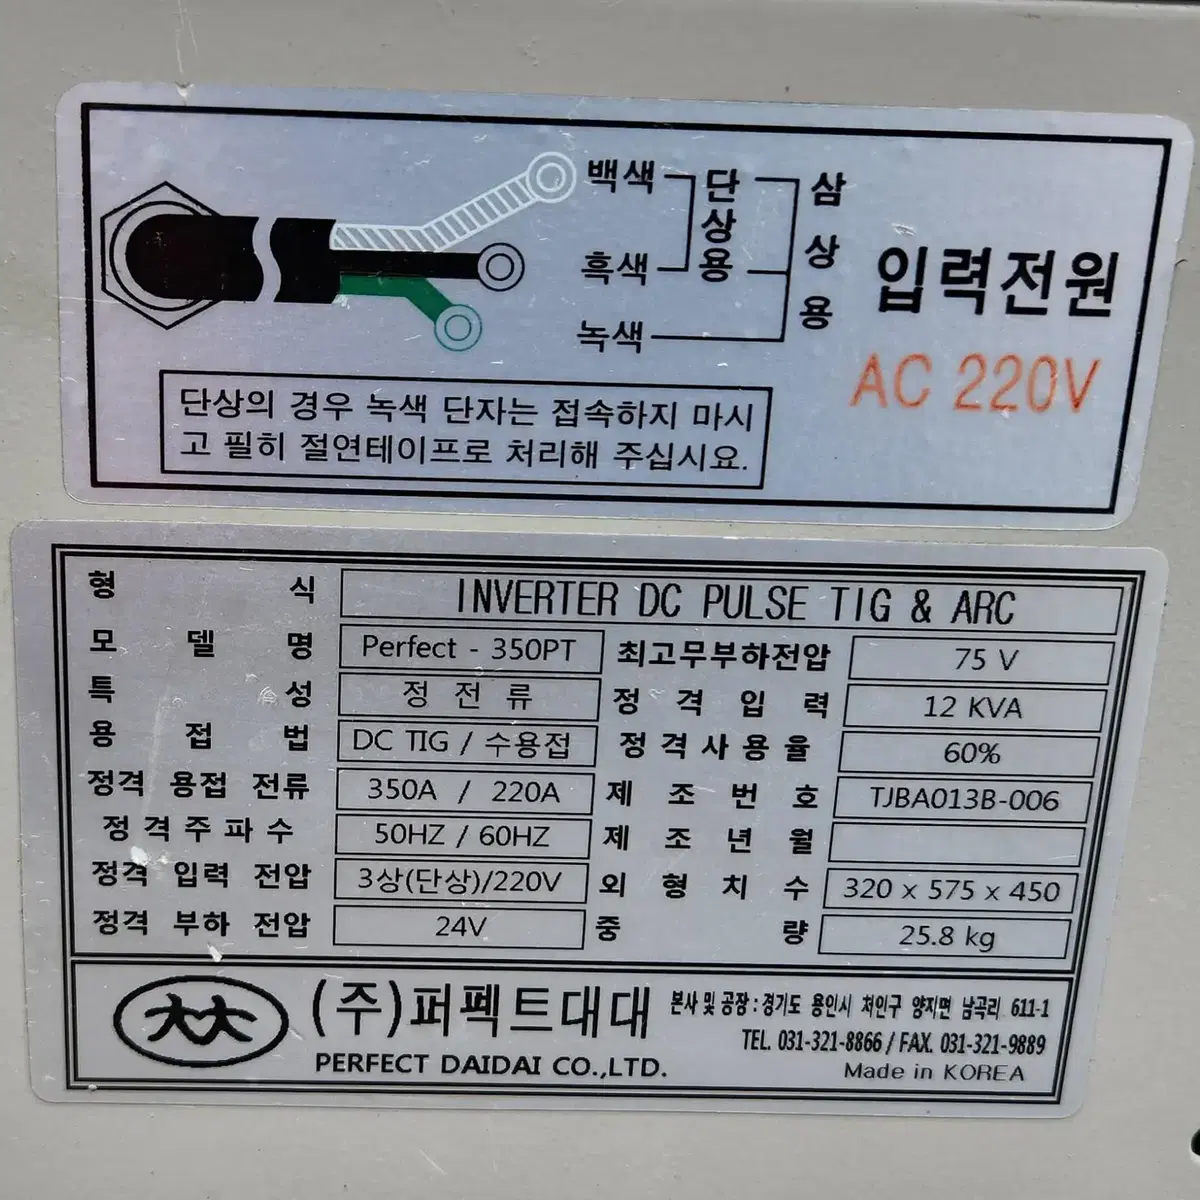 백색
흑색
녹색
단상용
삼상용
입력전원
AC 220V
단상의 경우 녹색 단자는 접속하지 마시
고 필히 절연테이프로 처리해 주십시요.
형 식 INVERTER DC PULSE TIG & ARC
모 델 명 Perfect - 350PT 최고무부하전압 75 V
특 성 정 전 류 정 격 입 력 12 KVA
용 접 법 DC TIG / 수용접 정 격 사 용 율 60%
정격 용접 전류 350A / 220A 제 조 번 호 TJBA013B-006
정 격 주 파 수 50HZ / 60HZ 제 조 년 월
정격 입력 전압 3상(단상)/220V 외 형 치 수 320 x 575 x 450
정격 부하 전압 24V 중 량 25.8 kg
(주)퍼펙트대대
PERFECT DAIDAI CO.,LTD.
본사 및 공장 : 경기도 용인시 처인구 양지면 남곡리 611-1
TEL. 031-321-8866 / FAX. 031-321-9889
Made in KOREA